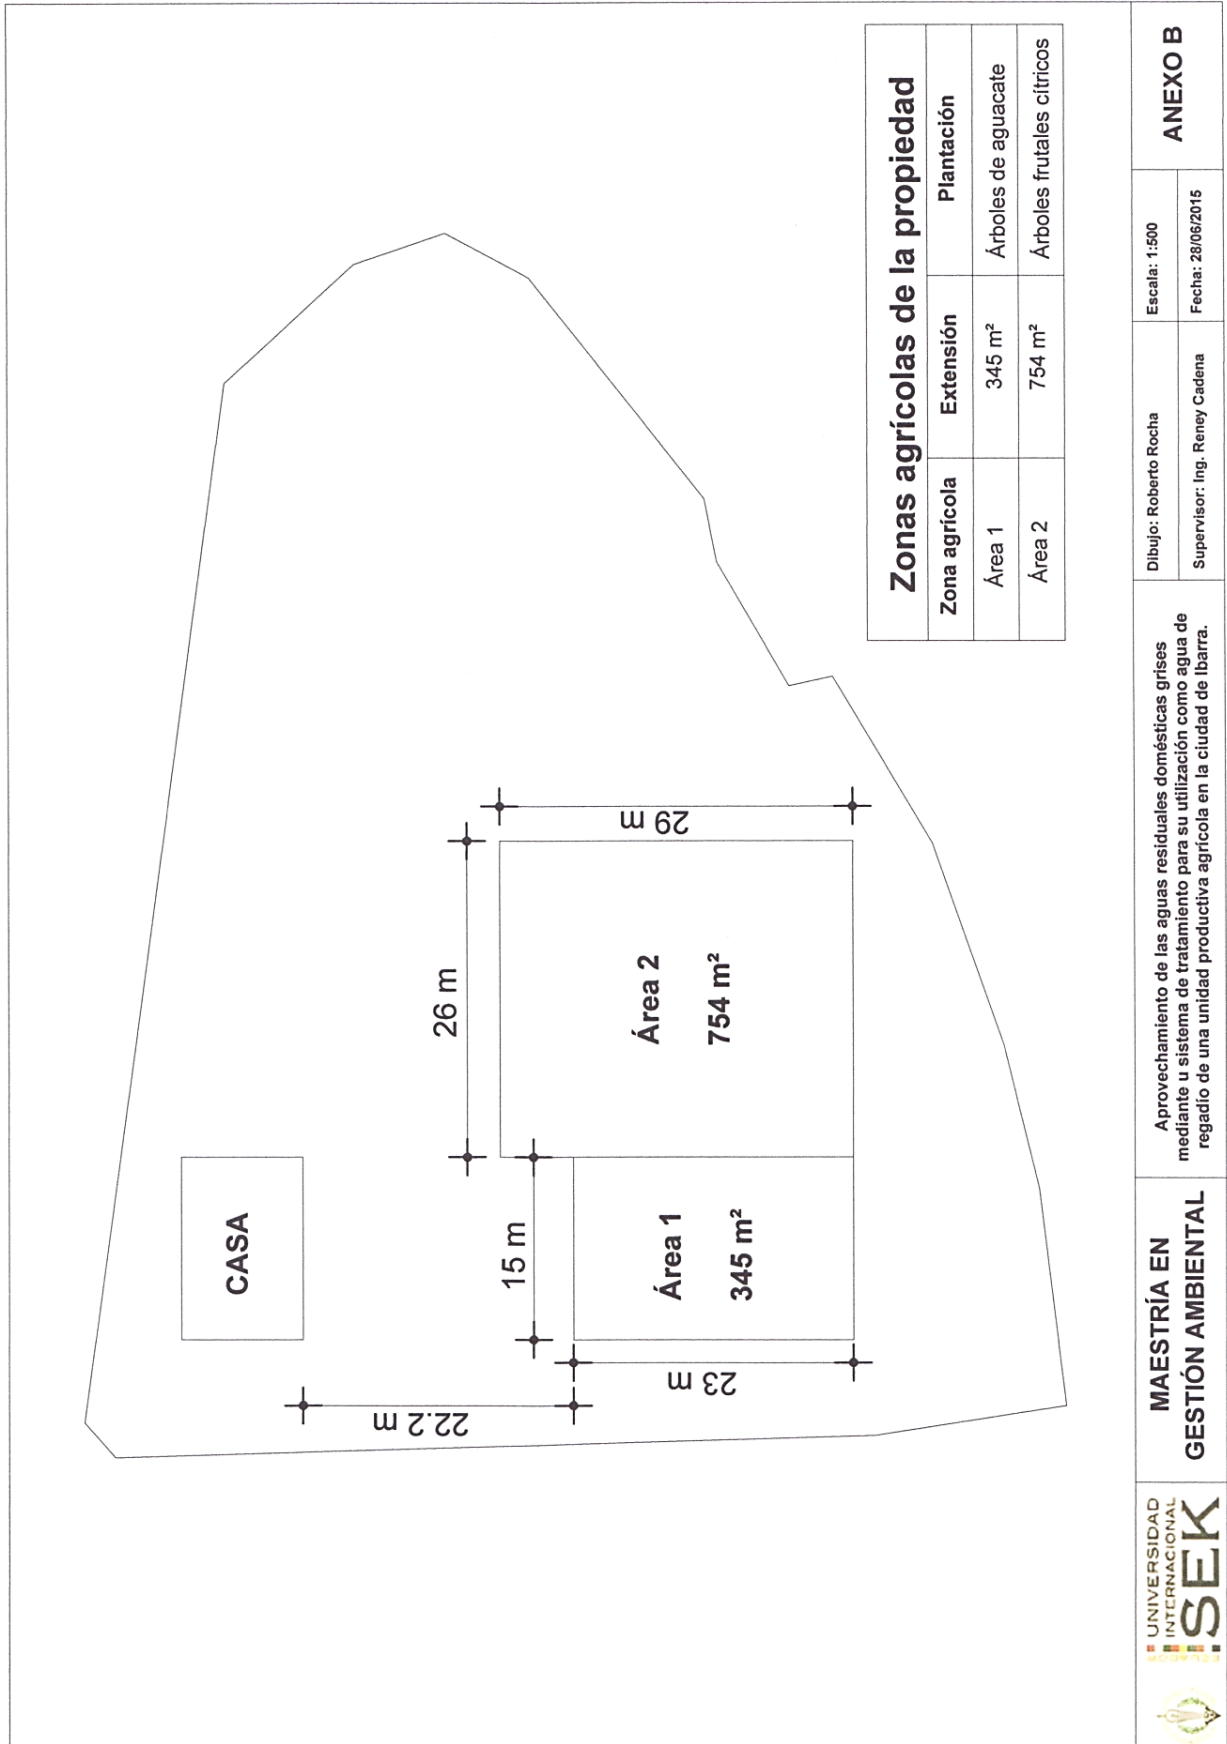 CASA
22.2 m
15 m
26 m
23 m
29 m
Área 1
345 m²
Área 2
754 m²
Zonas agrícolas de la propiedad
Zona agrícola Extensión Plantación
Área 1 345 m² Árboles de aguacate
Área 2 754 m² Árboles frutales cítricos
UNIVERSIDAD
INTERNACIONAL
SEK
MAESTRÍA EN
GESTIÓN AMBIENTAL
Aprovechamiento de las aguas residuales domésticas grises
mediante u sistema de tratamiento para su utilización como agua de
regadío de una unidad productiva agrícola en la ciudad de Ibarra.
Dibujo: Roberto Rocha
Supervisor: Ing. Reney Cadena
Escala: 1:500
Fecha: 28/06/2015
ANEXO B